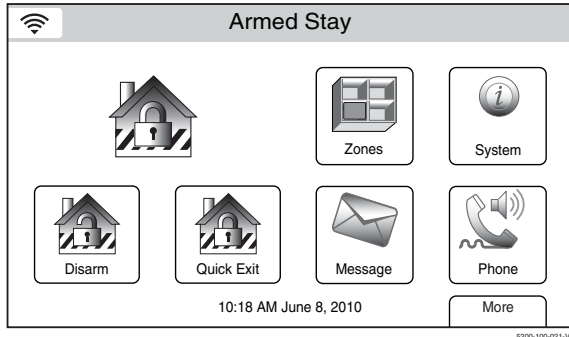 Armed Stay
Zones
System
Disarm
Quick Exit
Message
Phone
10:18 AM June 8, 2010
More